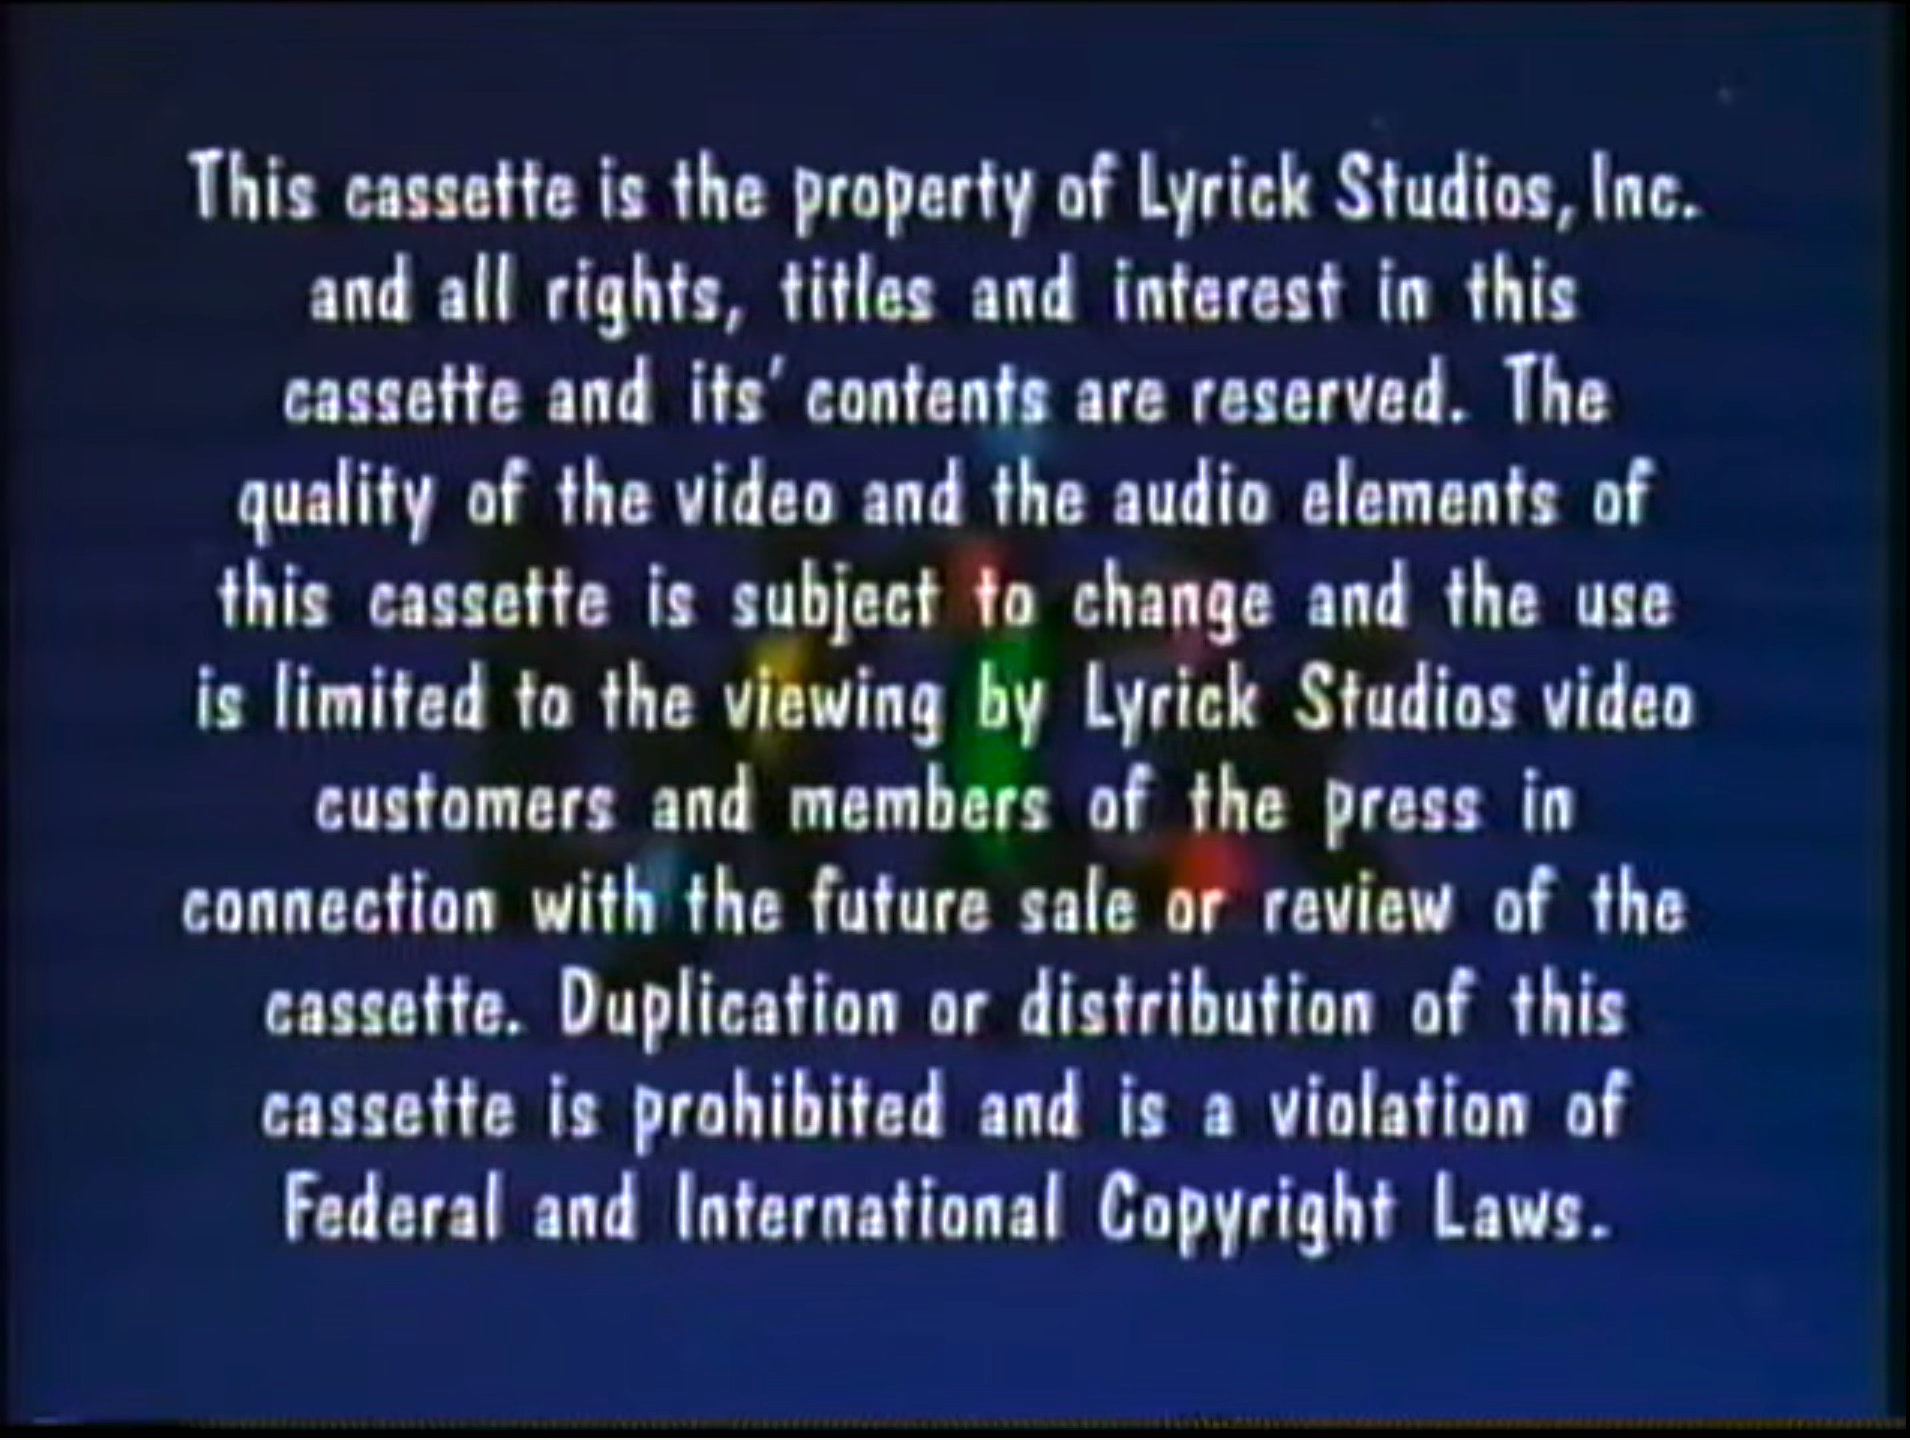 This cassette is the property of Lyrick Studios, Inc.
and all rights, titles and interest in this
cassette and its' contents are reserved. The
quality of the video and the audio elements of
this cassette is subject to change and the use
is limited to the viewing by Lyrick Studios video
customers and members of the press in
connection with the future sale or review of the
cassette. Duplication or distribution of this
cassette is prohibited and is a violation of
Federal and International Copyright Laws.